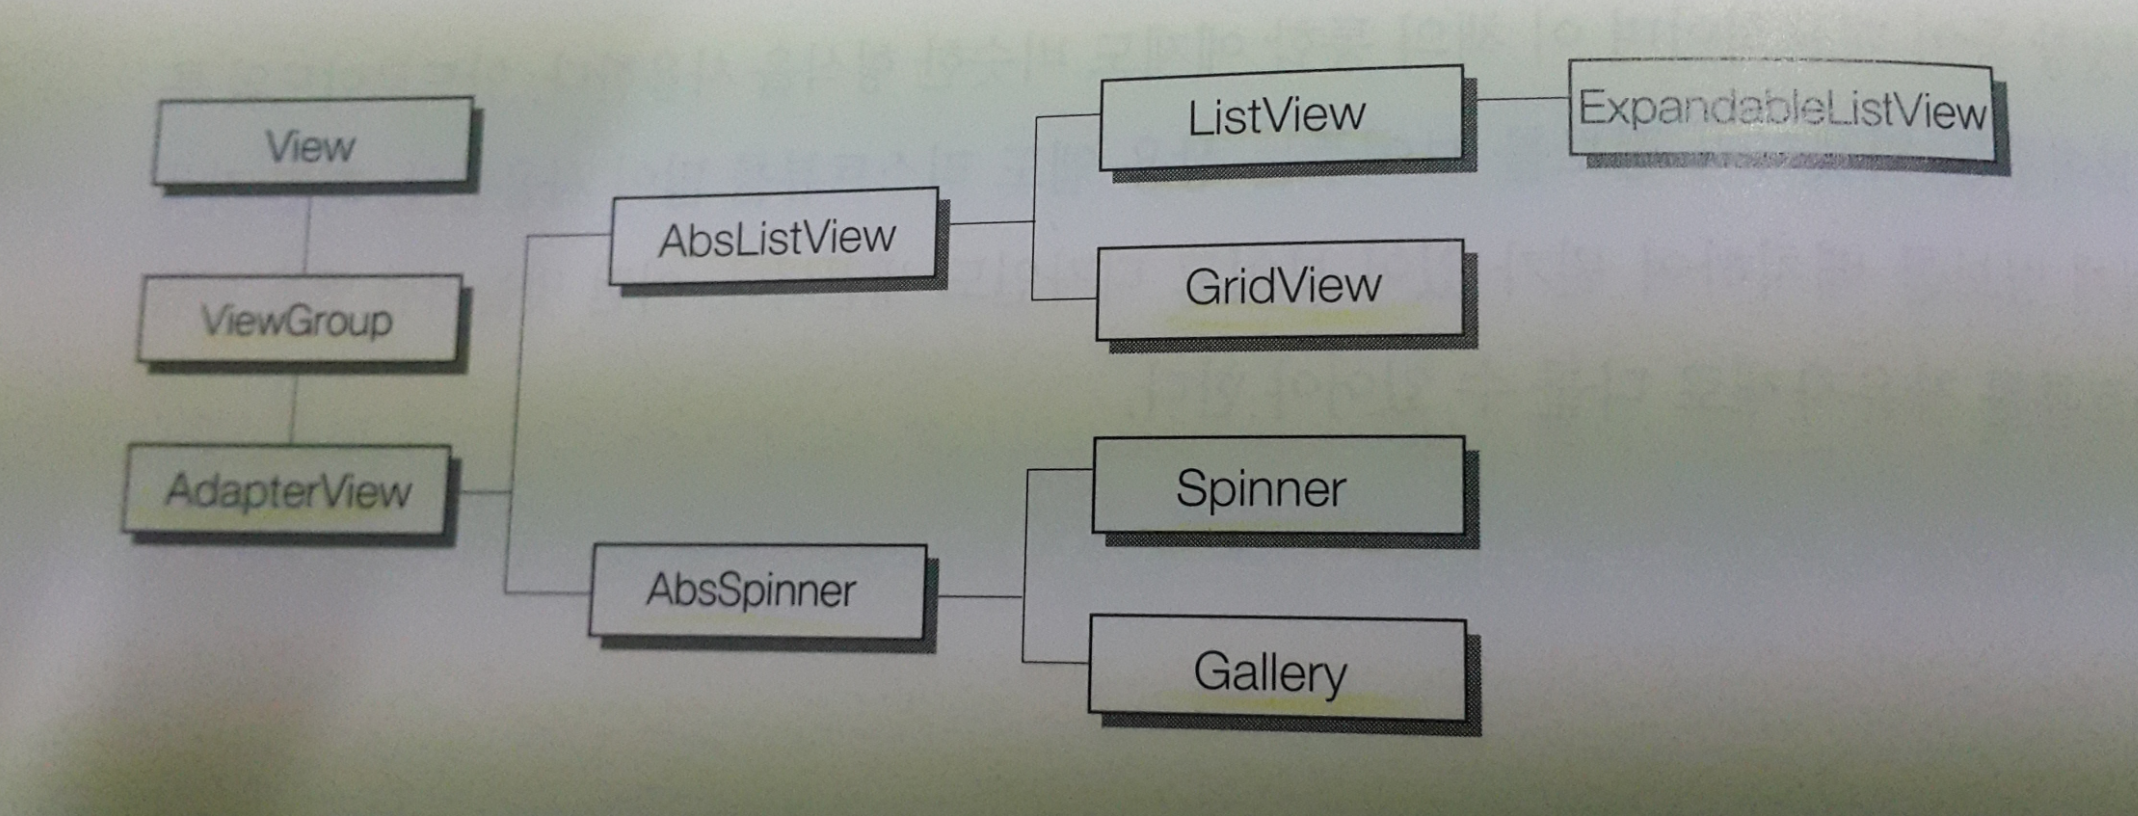 View
ViewGroup
AdapterView
AbsListView
AbsSpinner
ListView
GridView
Spinner
Gallery
ExpandableListView